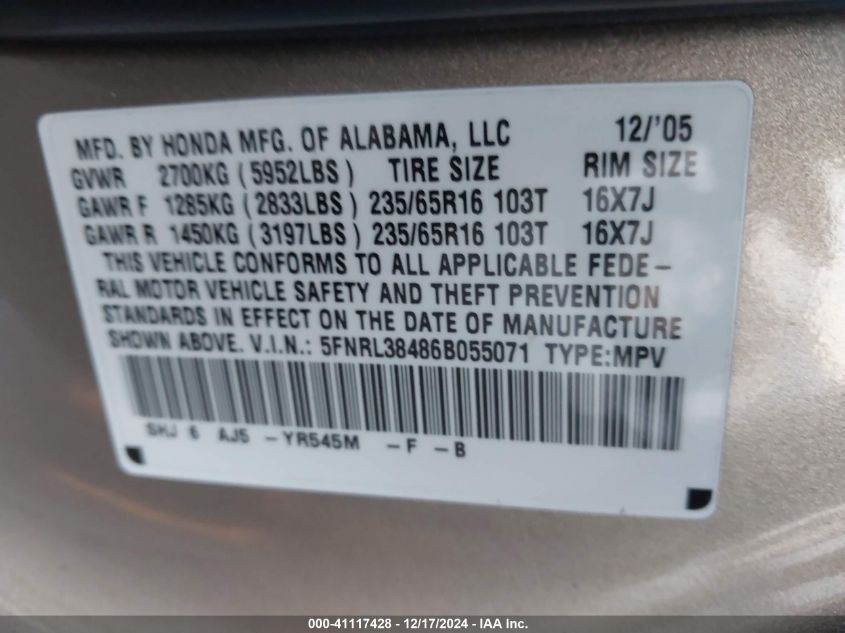 MFD. BY HONDA MFG. OF ALABAMA, LLC 12/'05
GVWR 2700KG (5952LBS) TIRE SIZE RIM SIZE
GAWR F 1285KG (2833LBS) 235/65R16 103T 16X7J
GAWR R 1450KG (3197LBS) 235/65R16 103T 16X7J
THIS VEHICLE CONFORMS TO ALL APPLICABLE FEDE-
RAL MOTOR VEHICLE SAFETY AND THEFT PREVENTION
STANDARDS IN EFFECT ON THE DATE OF MANUFACTURE
SHOWN ABOVE. V.I.N.: 5FNRL38486B055071 TYPE:MPV
SHJ 6 AJ5 -YR545M -F -B
000-41117428 - 12/17/2024 - IAA Inc.